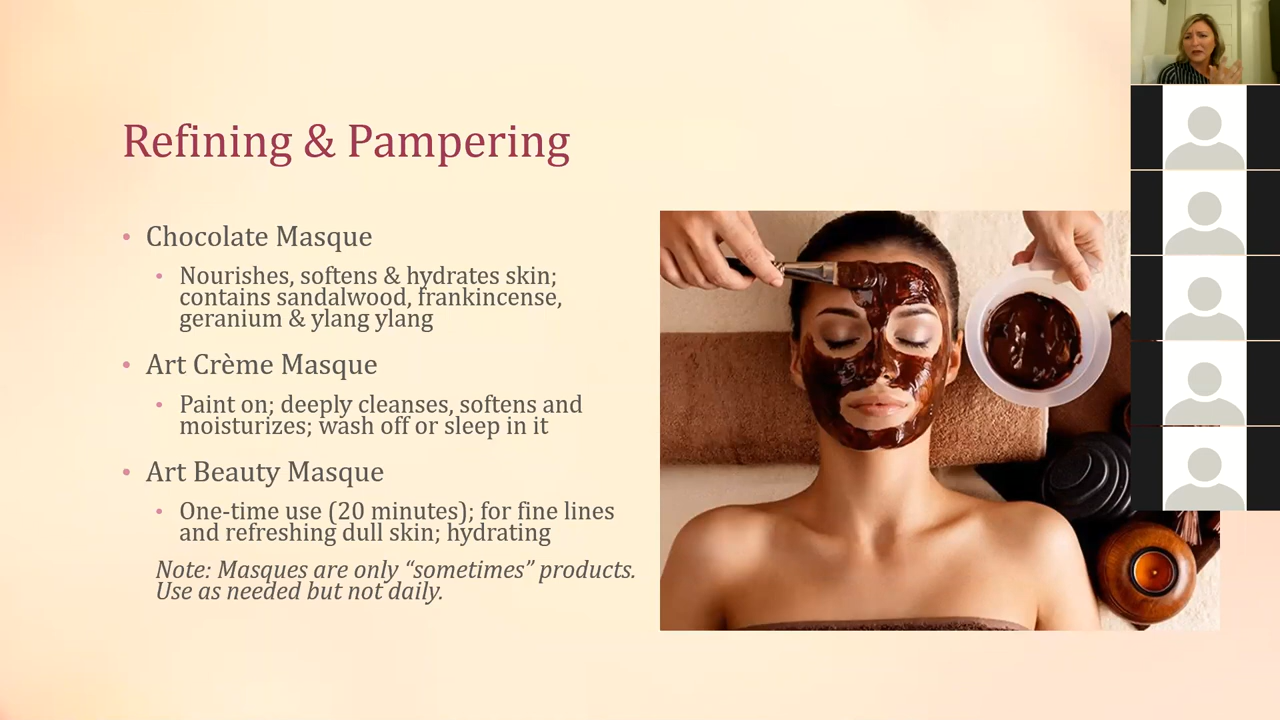 Refining & Pampering
• Chocolate Masque
• Nourishes, softens & hydrates skin;
contains sandalwood, frankincense,
geranium & ylang ylang
• Art Crème Masque
• Paint on; deeply cleanses, softens and
moisturizes; wash off or sleep in it
• Art Beauty Masque
• One-time use (20 minutes); for fine lines
and refreshing dull skin; hydrating
Note: Masques are only “sometimes” products.
Use as needed but not daily.